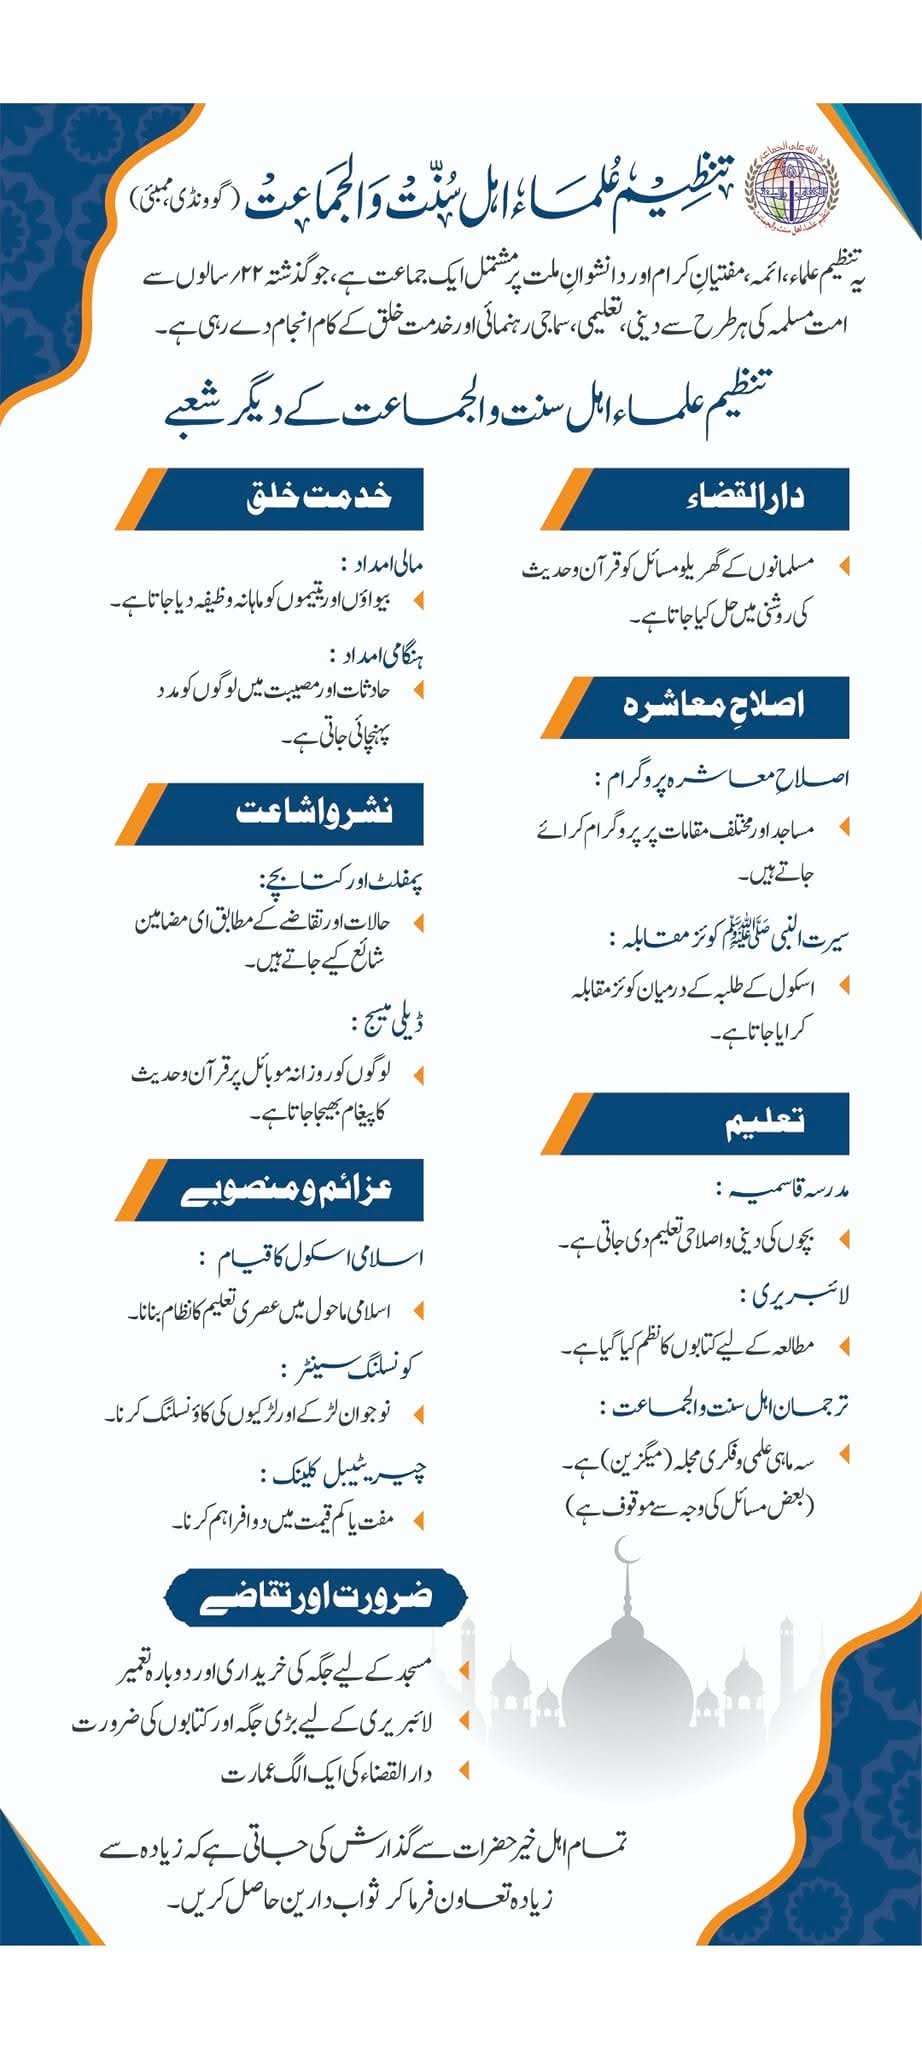 تنظیم عُلماء اهل سُنّت والجماعت (گوونڈی، ممبئی)
یہ تنظیم علماء، ائمہ، مفتیانِ کرام اور دانشوانِ ملت پر مشتمل ایک جماعت ہے، جو گذشتہ ۲۲؍ سالوں سے
امت مسلمہ کی ہر طرح سے دینی، تعلیمی، سماجی رہنمائی اور خدمت خلق کے کام انجام دے رہی ہے۔
تنظیم علماء اهل سنت والجماعت کے دیگر شعبے
دارالقضاء
مسلمانوں کے گھریلو مسائل کو قرآن وحدیث
کی روشنی میں حل کیا جاتا ہے۔
اصلاحِ معاشرہ
اصلاحِ معاشرہ پروگرام :
مساجد اور مختلف مقامات پر پروگرام کرائے
جاتے ہیں۔
سیرت النبی ﷺ کوئز مقابلہ :
اسکول کے طلبہ کے درمیان کوئز مقابلہ
کرایا جاتا ہے۔
تعلیم
مدرسہ قاسمیہ :
بچوں کی دینی و اصلاحی تعلیم دی جاتی ہے۔
لائبریری :
مطالعہ کے لیے کتابوں کا نظم کیا گیا ہے۔
ترجمان اهل سنت والجماعت :
سہ ماہی علمی و فکری مجلہ (میگزین) ہے۔
(بعض مسائل کی وجہ سے موقوف ہے)
خدمت خلق
مالی امداد :
بیواؤں اور یتیموں کو ماہانہ وظیفہ دیا جاتا ہے۔
ہنگامی امداد :
حادثات اور مصیبت میں لوگوں کو مدد
پہنچائی جاتی ہے۔
نشر و اشاعت
پمفلٹ اور کتابچے:
حالات اور تقاضے کے مطابق ای مضامین
شائع کیے جاتے ہیں۔
ڈیلی میسج :
لوگوں کو روزانہ موبائل پر قرآن وحدیث
کا پیغام بھیجا جاتا ہے۔
عزائم و منصوبے
اسلامی اسکول کا قیام :
اسلامی ماحول میں عصری تعلیم کا نظام بنانا۔
کونسلنگ سینٹر :
نوجوان لڑکے اور لڑکیوں کی کاؤنسلنگ کرنا۔
چیریٹیبل کلینک :
مفت یا کم قیمت میں دوا فراہم کرنا۔
ضرورت اور تقاضے
مسجد کے لیے جگہ کی خریداری اور دوبارہ تعمیر
لائبریری کے لیے بڑی جگہ اور کتابوں کی ضرورت
دارالقضاء کی ایک الگ عمارت
تمام اہل خیر حضرات سے گذارش کی جاتی ہے کہ زیادہ سے
زیادہ تعاون فرما کر ثواب دارین حاصل کریں۔